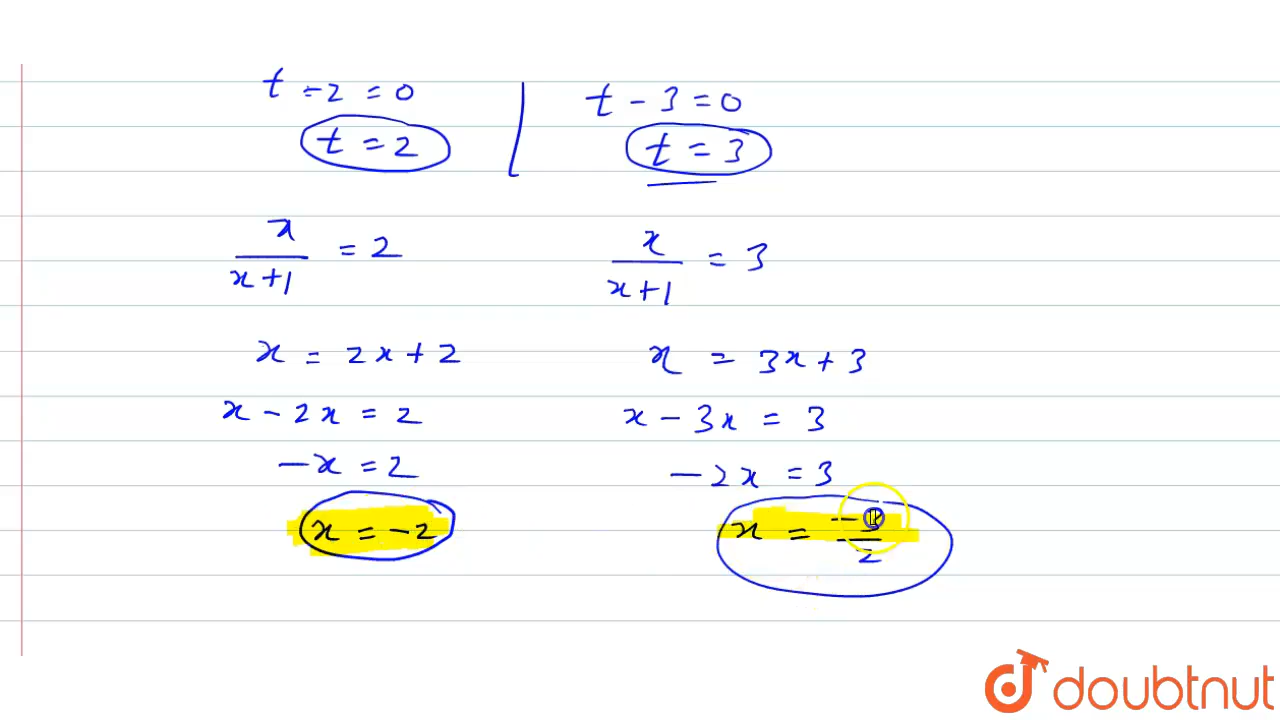 t - 2 = 0 | t - 3 = 0
t = 2 t = 3
x/(x+1) = 2 x/(x+1) = 3
x = 2x + 2 x = 3x + 3
x - 2x = 2 x - 3x = 3
-x = 2 -2x = 3
x = -2 x = -3/2
doubtnut